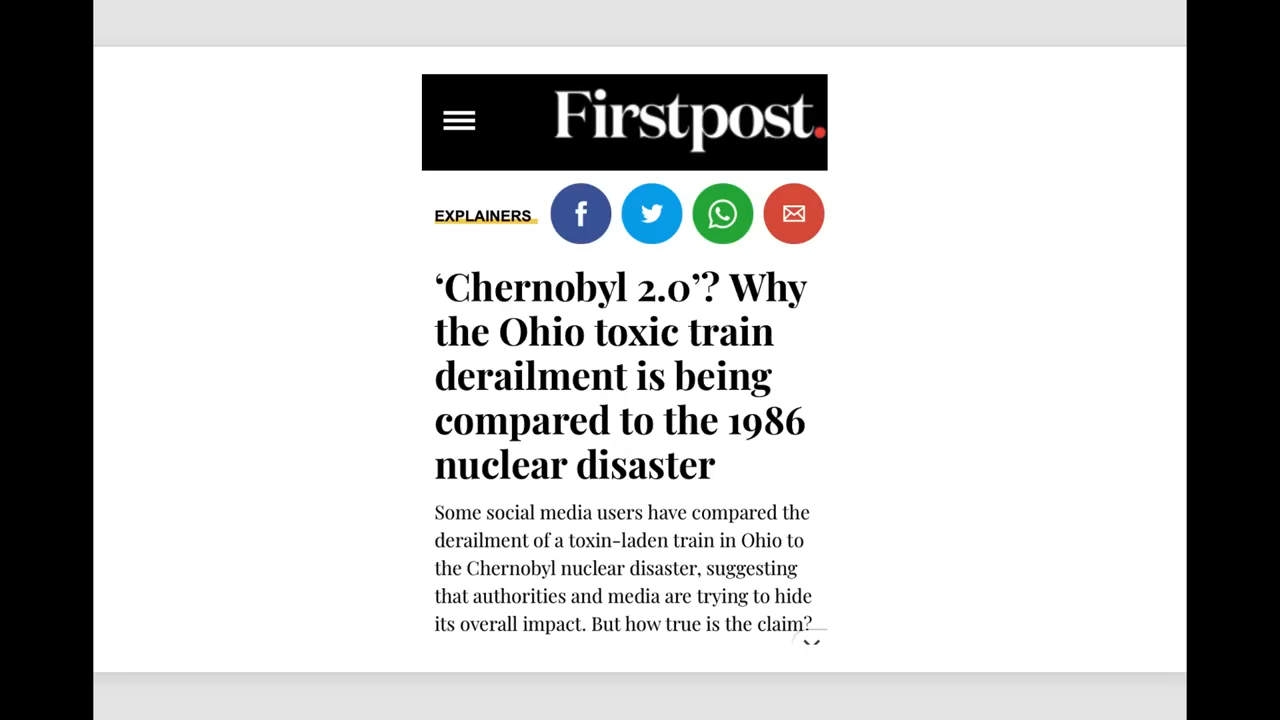 Firstpost.
EXPLAINERS
‘Chernobyl 2.0’? Why
the Ohio toxic train
derailment is being
compared to the 1986
nuclear disaster
Some social media users have compared the
derailment of a toxin-laden train in Ohio to
the Chernobyl nuclear disaster, suggesting
that authorities and media are trying to hide
its overall impact. But how true is the claim?